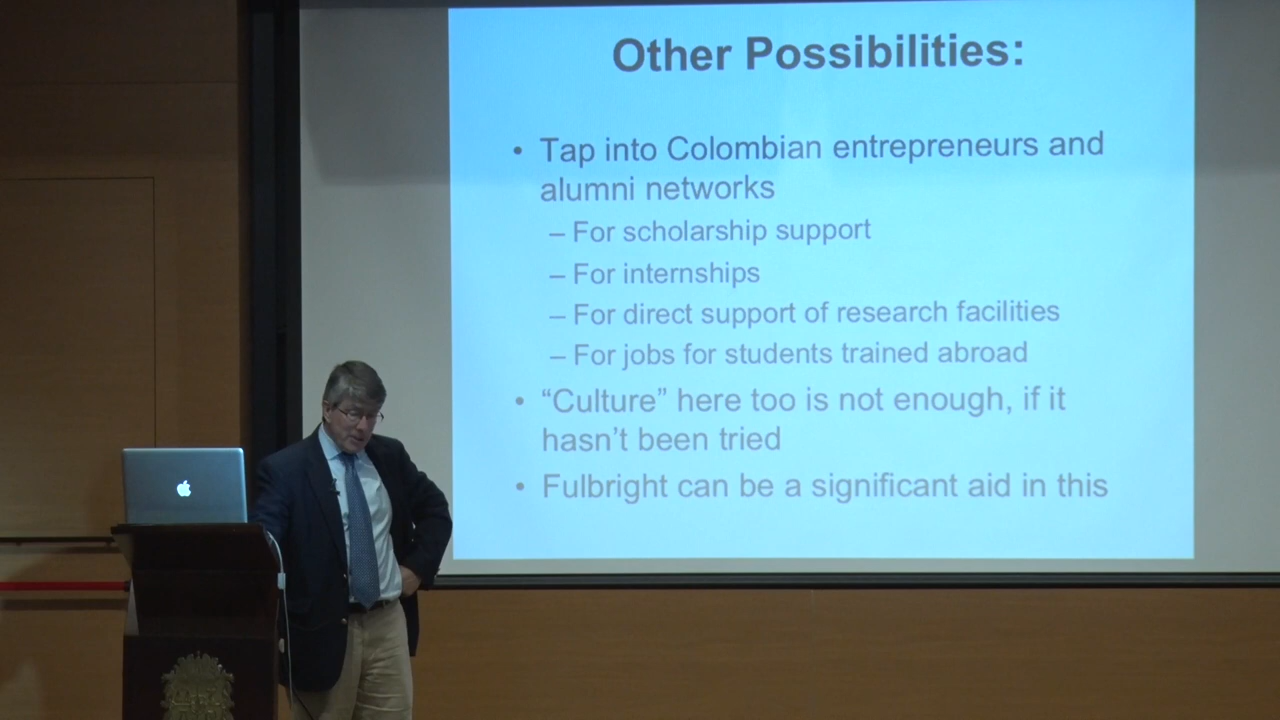 Other Possibilities:
• Tap into Colombian entrepreneurs and
alumni networks
– For scholarship support
– For internships
– For direct support of research facilities
– For jobs for students trained abroad
• “Culture” here too is not enough, if it
hasn’t been tried
• Fulbright can be a significant aid in this